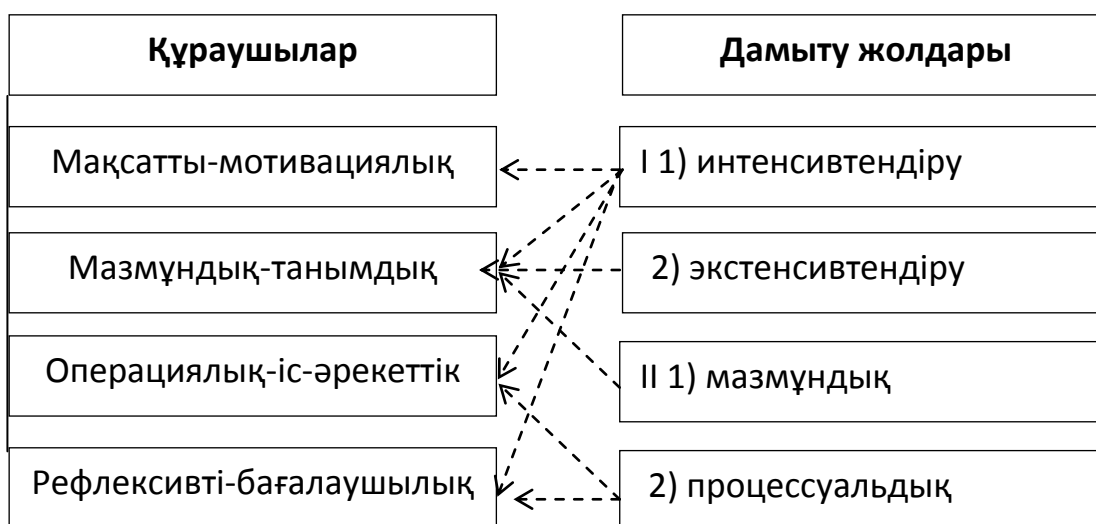 Құраушылар
Дамыту жолдары
Мақсатты-мотивациялық
I 1) интенсивтендіру
Мазмұндық-танымдық
2) экстенсивтендіру
Операциялық-іс-әрекеттік
II 1) мазмұндық
Рефлексивті-бағалаушылық
2) процессуальдық